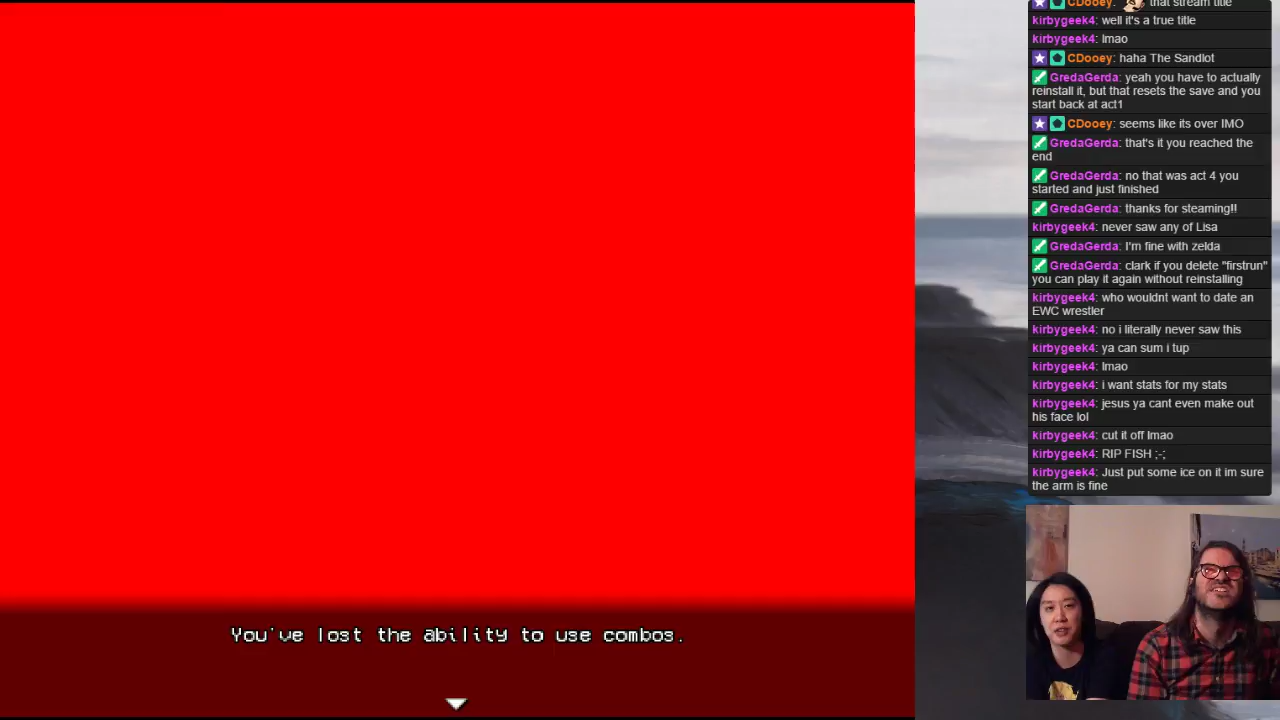 CDooey: that stream title
kirbygeek4: well it's a true title
kirbygeek4: lmao
CDooey: haha The Sandlot
GredaGerda: yeah you have to actually
reinstall it, but that resets the save and you
start back at act1
CDooey: seems like its over IMO
GredaGerda: that's it you reached the
end
GredaGerda: no that was act 4 you
started and just finished
GredaGerda: thanks for steaming!!
kirbygeek4: never saw any of Lisa
GredaGerda: I'm fine with zelda
GredaGerda: clark if you delete "firstrun"
you can play it again without reinstalling
kirbygeek4: who wouldnt want to date an
EWC wrestler
kirbygeek4: no i literally never saw this
kirbygeek4: ya can sum i tup
kirbygeek4: lmao
kirbygeek4: i want stats for my stats
kirbygeek4: jesus ya cant even make out
his face lol
kirbygeek4: cut it off lmao
kirbygeek4: RIP FISH ;-;
kirbygeek4: Just put some ice on it im sure
the arm is fine
You've lost the ability to use combos.